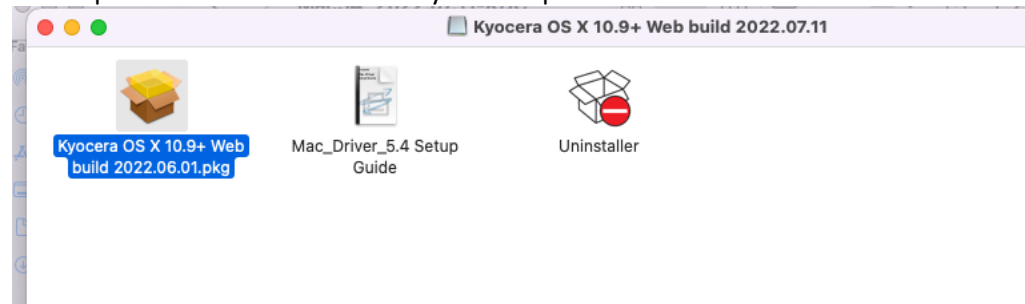 Kyocera OS X 10.9+ Web build 2022.07.11
Kyocera OS X 10.9+ Web
build 2022.06.01.pkg
Mac_Driver_5.4 Setup
Guide
Uninstaller